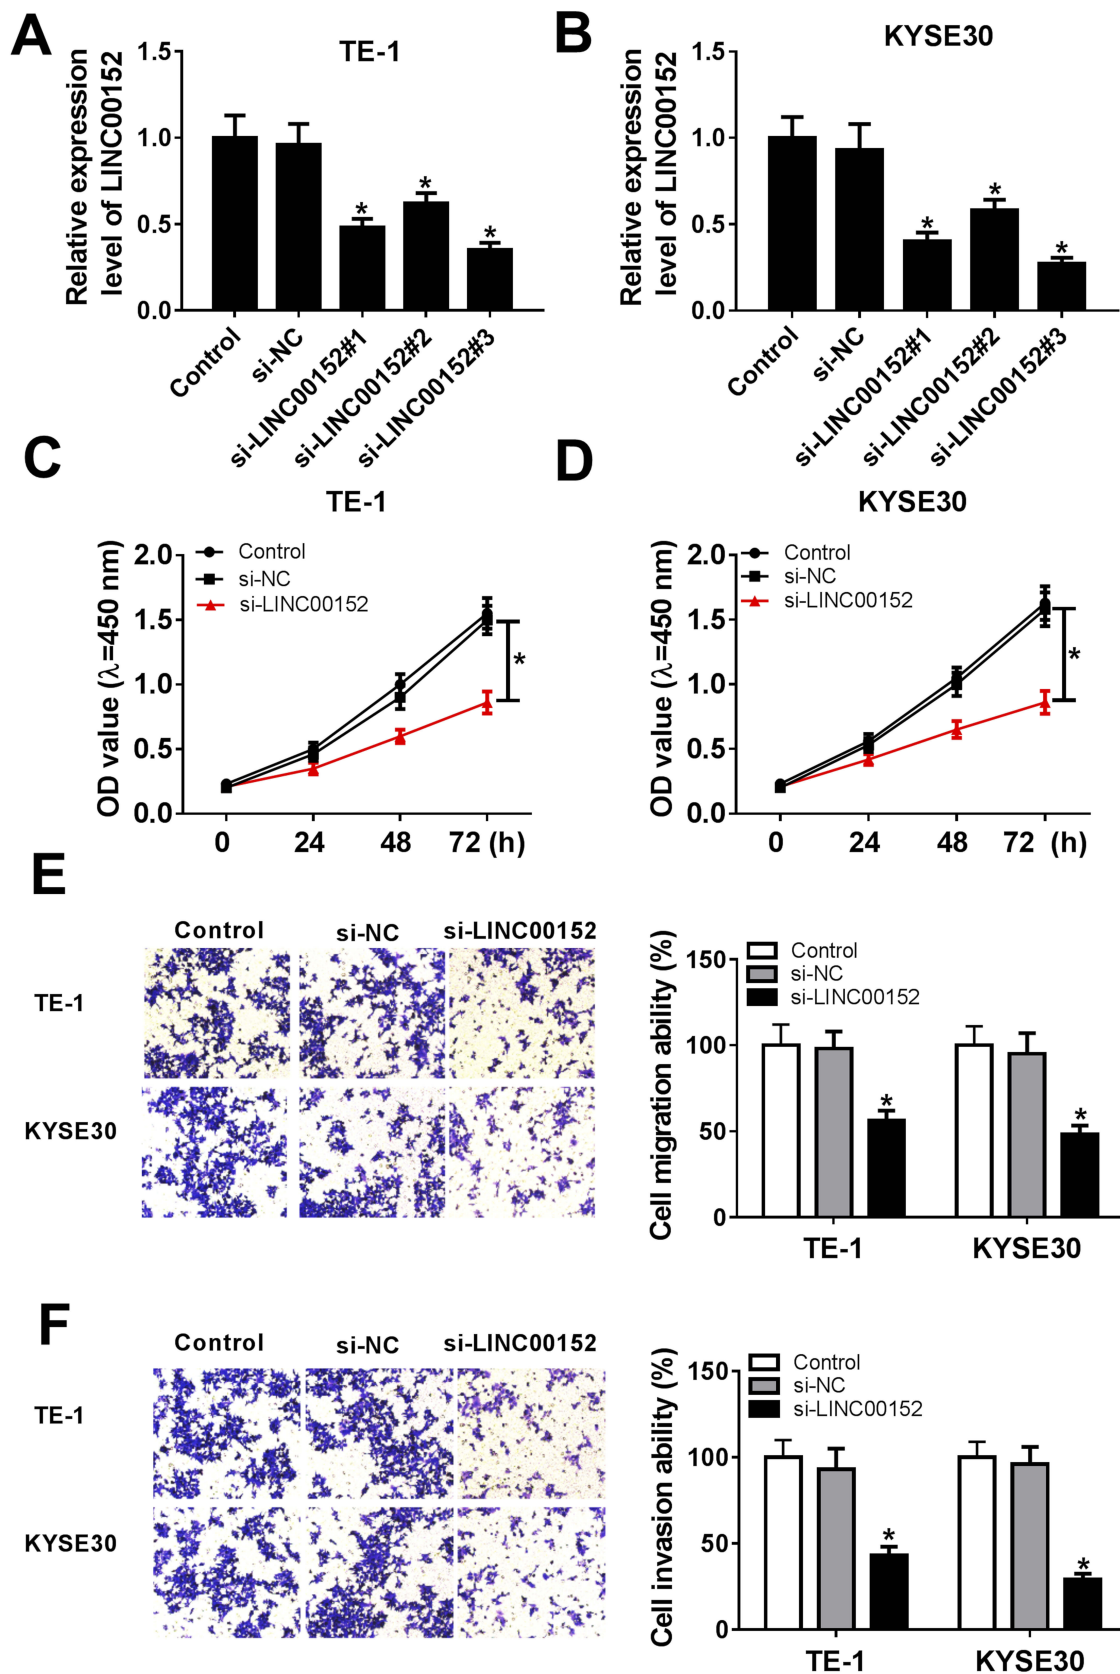 A
TE-1
Relative expression
level of LINC00152
1.5
1.0
0.5
0.0
*
*
*
Control
si-NC
si-LINC00152#1
si-LINC00152#2
si-LINC00152#3
B
KYSE30
Relative expression
level of LINC00152
1.5
1.0
0.5
0.0
*
*
*
Control
si-NC
si-LINC00152#1
si-LINC00152#2
si-LINC00152#3
C
TE-1
OD value (λ=450 nm)
2.0
1.5
1.0
0.5
0.0
Control
si-NC
si-LINC00152
*
0 24 48 72 (h)
D
KYSE30
OD value (λ=450 nm)
2.0
1.5
1.0
0.5
0.0
Control
si-NC
si-LINC00152
*
0 24 48 72 (h)
E
Control si-NC si-LINC00152
TE-1
KYSE30
Cell migration ability (%)
150
100
50
0
Control
si-NC
si-LINC00152
*
*
TE-1 KYSE30
F
Control si-NC si-LINC00152
TE-1
KYSE30
Cell invasion ability (%)
150
100
50
0
Control
si-NC
si-LINC00152
*
*
TE-1 KYSE30